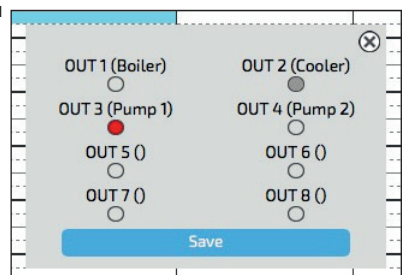 OUT 1 (Boiler) OUT 2 (Cooler)
OUT 3 (Pump 1) OUT 4 (Pump 2)
OUT 5 () OUT 6 ()
OUT 7 () OUT 8 ()
Save